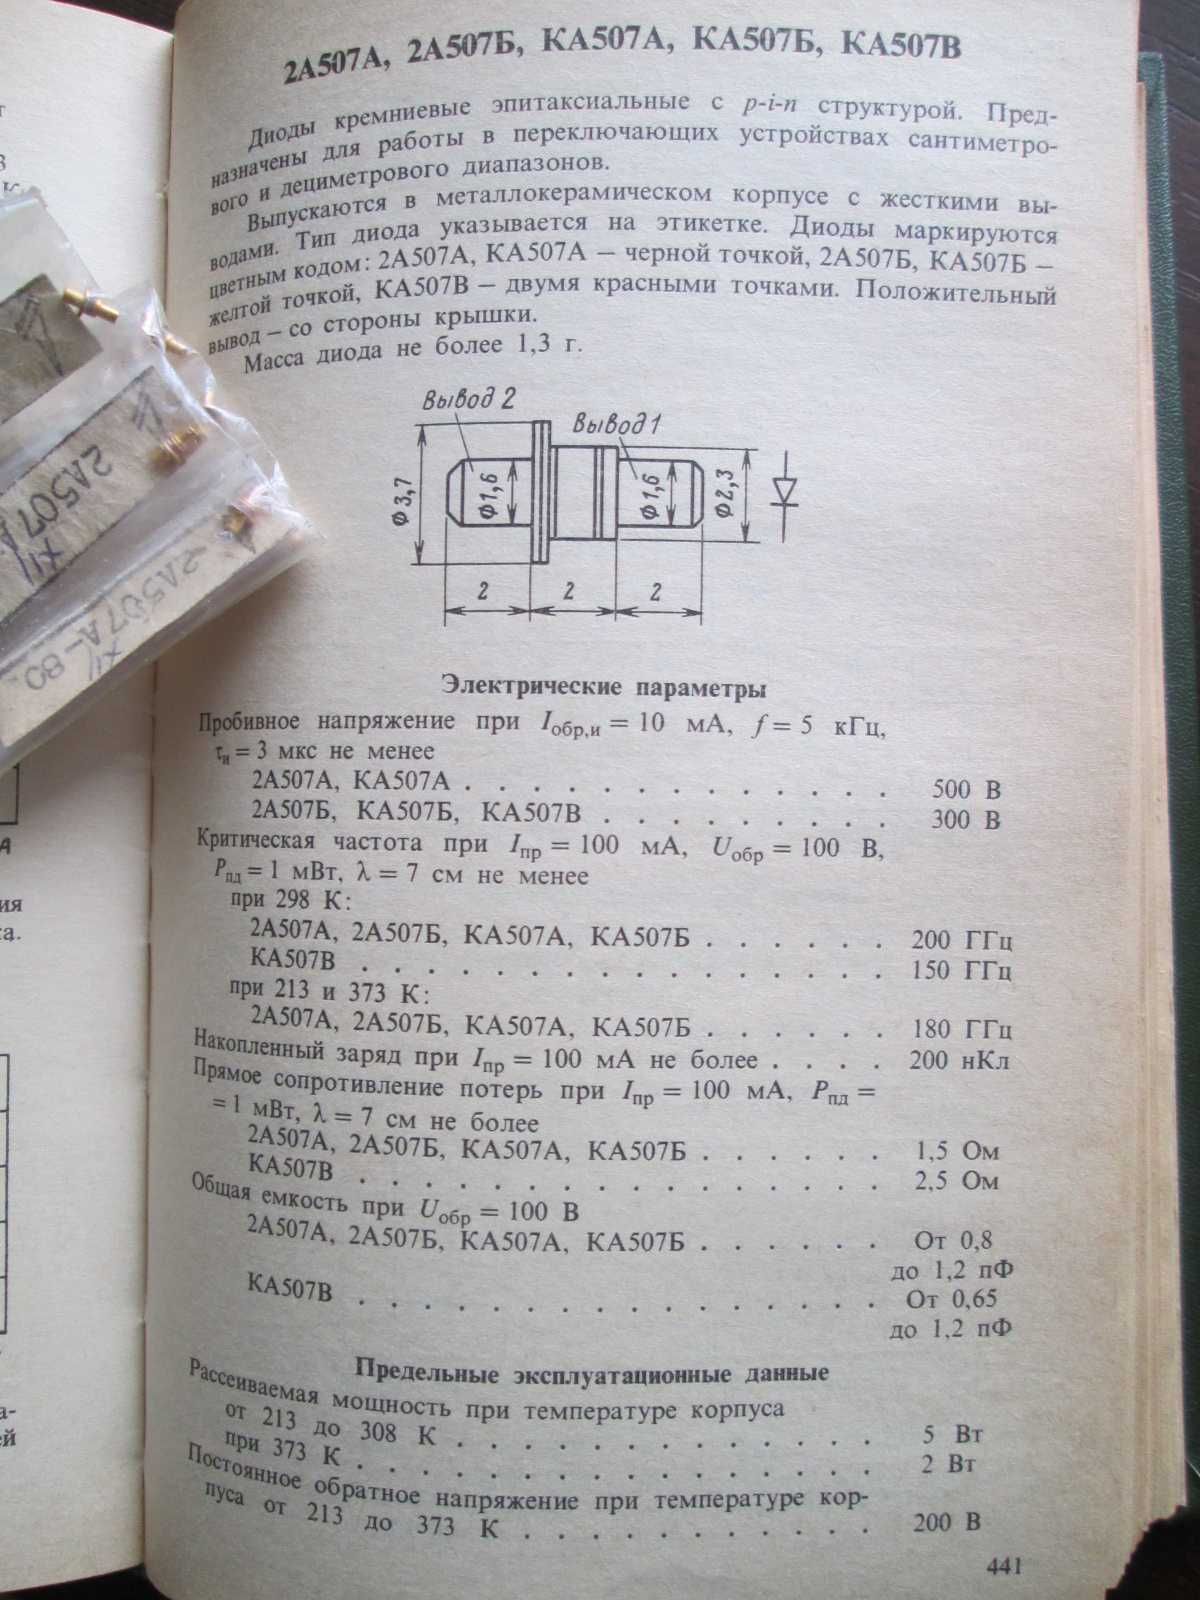 2А507А, 2А507Б, КА507А, КА507Б, КА507В
Диоды кремниевые эпитаксиальные с p-i-n структурой. Пред-
назначены для работы в переключающих устройствах сантиметро-
вого и дециметрового диапазонов.
Выпускаются в металлокерамическом корпусе с жесткими вы-
водами. Тип диода указывается на этикетке. Диоды маркируются
цветным кодом: 2А507А, КА507А — черной точкой, 2А507Б, КА507Б —
желтой точкой, КА507В — двумя красными точками. Положительный
вывод — со стороны крышки.
Масса диода не более 1,3 г.
Вывод 2
Вывод 1
Ф3,7
Ф1,6
Ф1,6
Ф2,3
2
2
2
Электрические параметры
Пробивное напряжение при Iобр,и = 10 мА, f = 5 кГц,
τи = 3 мкс не менее
2А507А, КА507А . . . . . . . . . . . . . 500 В
2А507Б, КА507Б, КА507В . . . . . . . . . 300 В
Критическая частота при Iпр = 100 мА, Uобр = 100 В,
Pпд = 1 мВт, λ = 7 см не менее
при 298 К:
2А507А, 2А507Б, КА507А, КА507Б . . . . . . 200 ГГц
КА507В . . . . . . . . . . . . . . . . 150 ГГц
при 213 и 373 К:
2А507А, 2А507Б, КА507А, КА507Б . . . . . . 180 ГГц
Накопленный заряд при Iпр = 100 мА не более . . . . 200 нКл
Прямое сопротивление потерь при Iпр = 100 мА, Pпд =
= 1 мВт, λ = 7 см не более
2А507А, 2А507Б, КА507А, КА507Б . . . . . . 1,5 Ом
КА507В . . . . . . . . . . . . . . . . 2,5 Ом
Общая емкость при Uобр = 100 В
2А507А, 2А507Б, КА507А, КА507Б . . . . . . От 0,8
до 1,2 пФ
КА507В . . . . . . . . . . . . . . . . От 0,65
до 1,2 пФ
Предельные эксплуатационные данные
Рассеиваемая мощность при температуре корпуса
от 213 до 308 К . . . . . . . . . . . . . 5 Вт
при 373 К . . . . . . . . . . . . . . . . 2 Вт
Постоянное обратное напряжение при температуре кор-
пуса от 213 до 373 К . . . . . . . . . . . 200 В
441
2А507А
XII
2А507А-80
XII